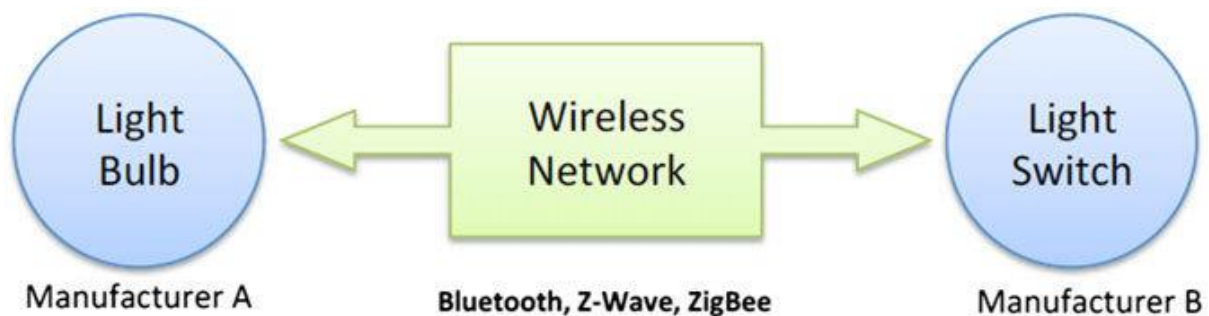 Light
Bulb
Wireless
Network
Light
Switch
Manufacturer A
Bluetooth, Z-Wave, ZigBee
Manufacturer B